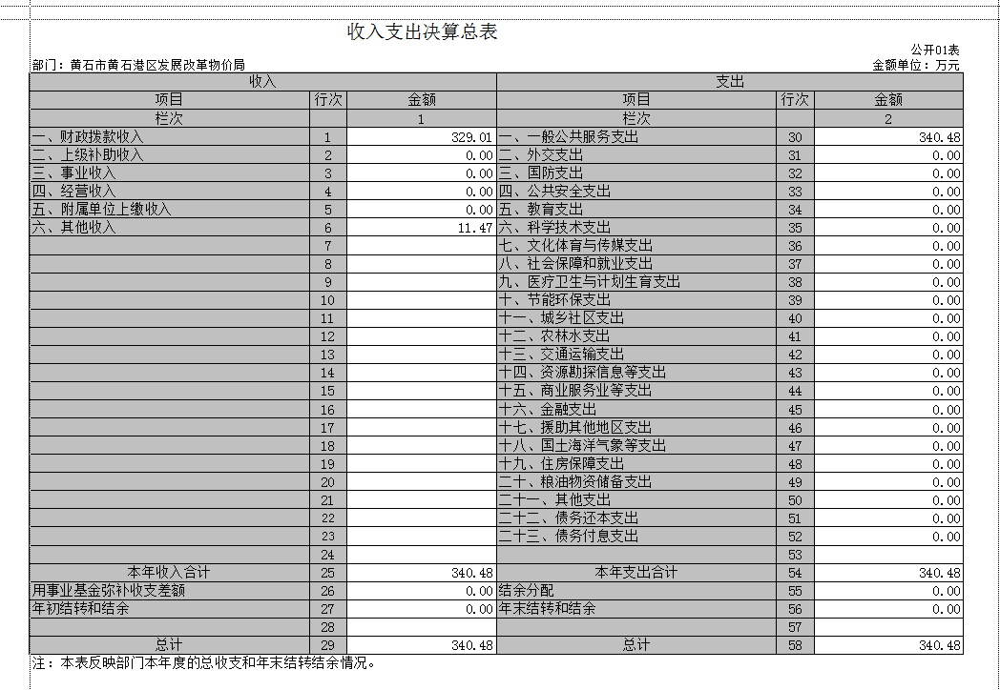 收入支出决算总表
公开01表
部门：黄石市黄石港区发展改革物价局 金额单位：万元
收入 支出
项目 行次 金额 项目 行次 金额
栏次 1 栏次 2
一、财政拨款收入 1 329.01 一、一般公共服务支出 30 340.48
二、上级补助收入 2 0.00 二、外交支出 31 0.00
三、事业收入 3 0.00 三、国防支出 32 0.00
四、经营收入 4 0.00 四、公共安全支出 33 0.00
五、附属单位上缴收入 5 0.00 五、教育支出 34 0.00
六、其他收入 6 11.47 六、科学技术支出 35 0.00
7 七、文化体育与传媒支出 36 0.00
8 八、社会保障和就业支出 37 0.00
9 九、医疗卫生与计划生育支出 38 0.00
10 十、节能环保支出 39 0.00
11 十一、城乡社区支出 40 0.00
12 十二、农林水支出 41 0.00
13 十三、交通运输支出 42 0.00
14 十四、资源勘探信息等支出 43 0.00
15 十五、商业服务业等支出 44 0.00
16 十六、金融支出 45 0.00
17 十七、援助其他地区支出 46 0.00
18 十八、国土海洋气象等支出 47 0.00
19 十九、住房保障支出 48 0.00
20 二十、粮油物资储备支出 49 0.00
21 二十一、其他支出 50 0.00
22 二十二、债务还本支出 51 0.00
23 二十三、债务付息支出 52 0.00
24 53
本年收入合计 25 340.48 本年支出合计 54 340.48
用事业基金弥补收支差额 26 0.00 结余分配 55 0.00
年初结转和结余 27 0.00 年末结转和结余 56 0.00
28 57
总计 29 340.48 总计 58 340.48
注：本表反映部门本年度的总收支和年末结转结余情况。